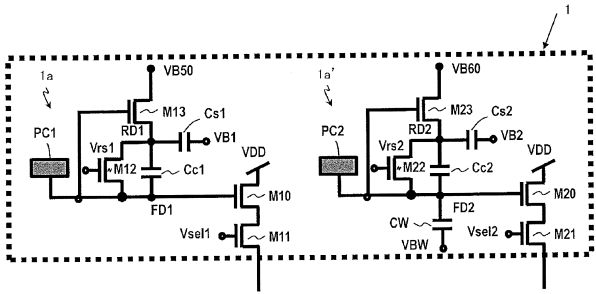 1
1a
VB50
M13
RD1
Cs1
VB1
PC1
Vrs1
M12
Cc1
VDD
M10
FD1
Vsel1
M11
1a'
VB60
M23
RD2
Cs2
VB2
PC2
Vrs2
M22
Cc2
VDD
M20
FD2
CW
VBW
Vsel2
M21